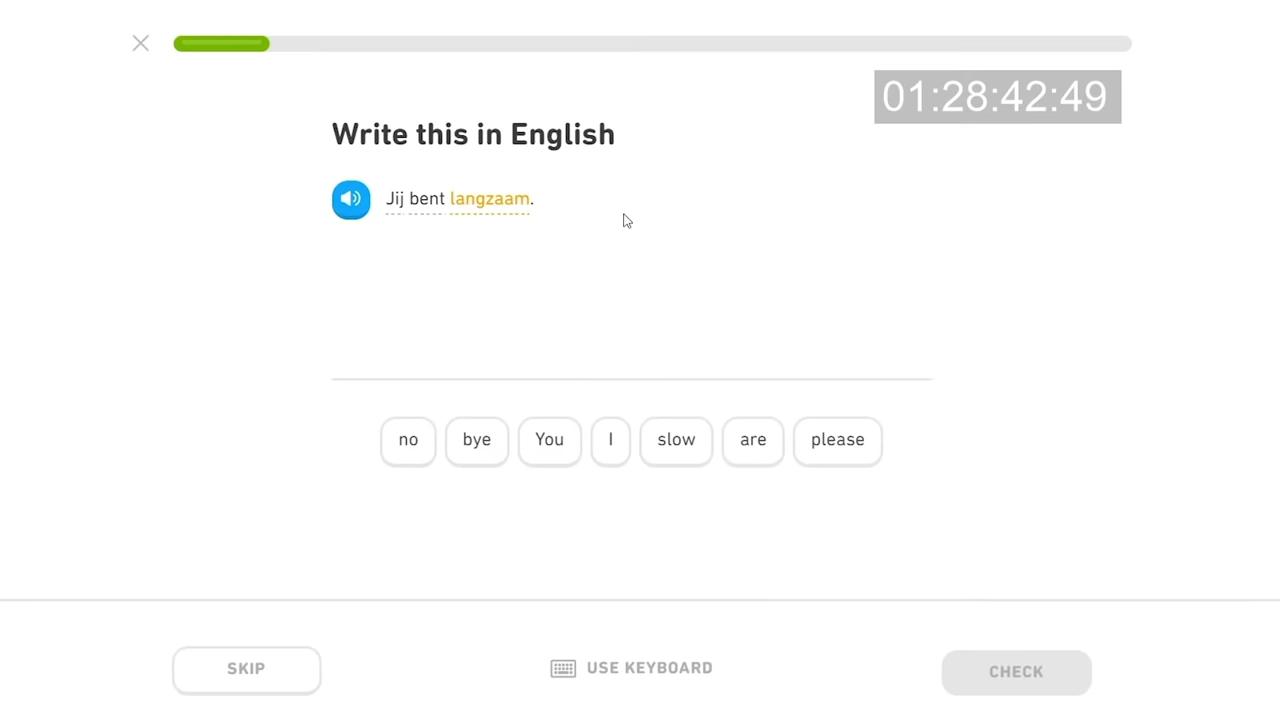 01:28:42:49
Write this in English
Jij bent langzaam.
no bye You I slow are please
SKIP USE KEYBOARD CHECK